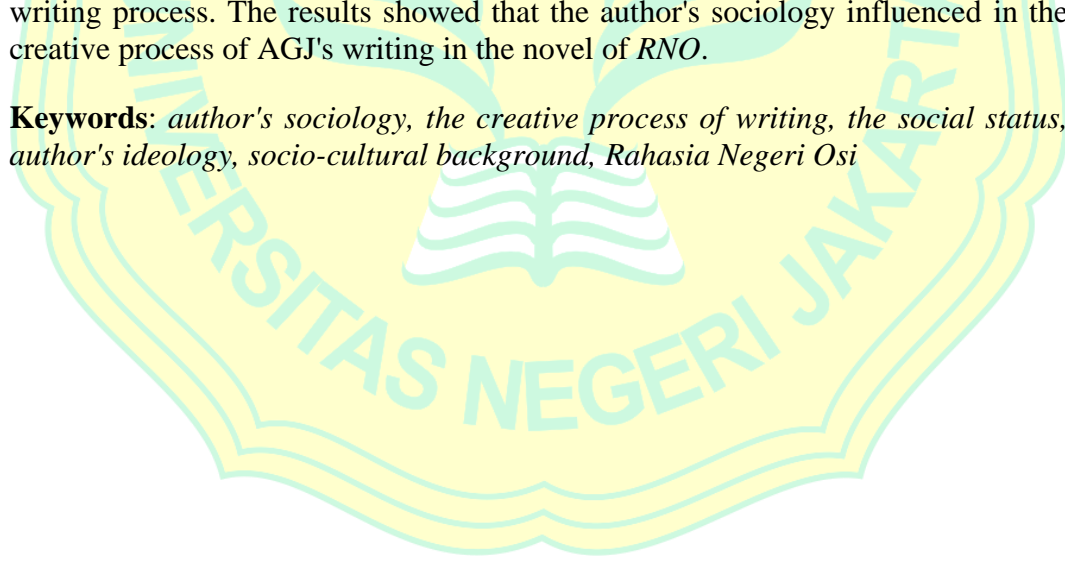 writing process. The results showed that the author's sociology influenced in the
creative process of AGJ's writing in the novel of RNO.
Keywords: author's sociology, the creative process of writing, the social status,
author's ideology, socio-cultural background, Rahasia Negeri Osi
UNIVERSITAS NEGERI JAKARTA